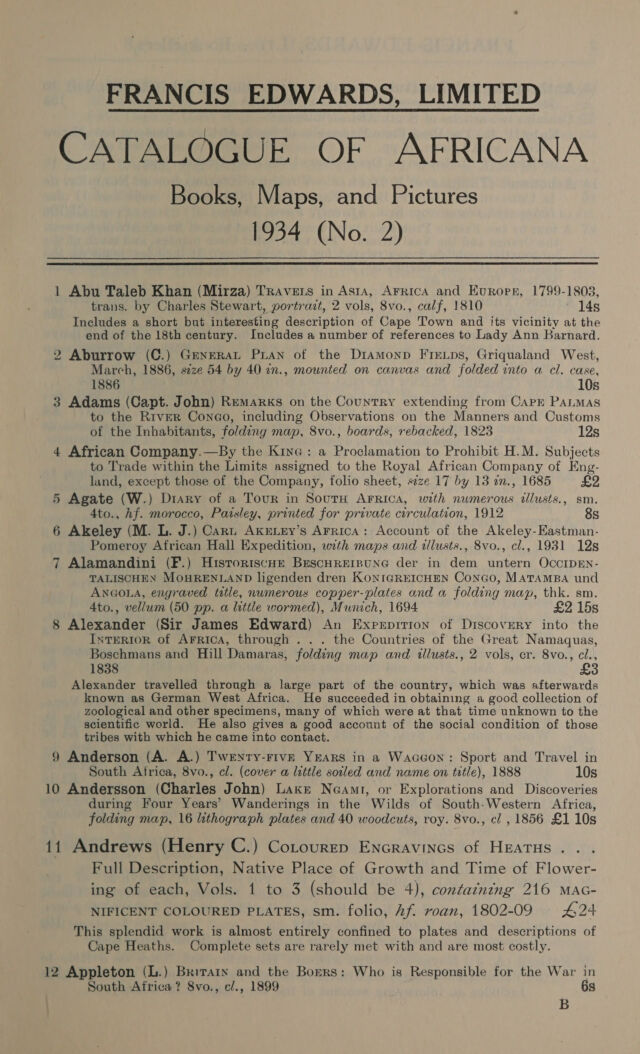 FRANCIS EDWARDS, LIMITED
CATALOGUE OF AFRICANA
Books, Maps, and Pictures
1934 (No. 2)
1 Abu Taleb Khan (Mirza) TRAVELS in ASIA, AFRICA and EUROPE, 1799-1803,
trans. by Charles Stewart, portrait, 2 vols, 8vo., calf, 1810 14s
Includes a short but interesting description of Cape Town and its vicinity at the
end of the 18th century. Includes a number of references to Lady Ann Barnard.
2 Aburrow (C.) GENERAL PLAN of the DIAMOND FIELDS, Griqualand West,
March, 1886, size 54 by 40 in., mounted on canvas and folded into a cl. case,
1886 10s
3 Adams (Capt. John) REMARKS on the COUNTRY extending from CAPE PALMAS
to the RIVER CONGO, including Observations on the Manners and Customs
of the Inhabitants, folding map, 8vo., boards, rebacked, 1823 12s
4 African Company.—By the KING: a Proclamation to Prohibit H.M. Subjects
to Trade within the Limits assigned to the Royal African Company of Eng-
land, except those of the Company, folio sheet, size 17 by 13 in., 1685 £2
5 Agate (W.) DIARY of a TOUR in SOUTH AFRICA, with numerous illusts., sm.
4to., hf. morocco, Paisley, printed for private circulation, 1912 8s
6 Akeley (M. L. J.) CARL AKELEY'S AFRICA: Account of the Akeley-Eastman-
Pomeroy African Hall Expedition, with maps and illusts., 8vo., cl., 1931 12s
7 Alamandini (F.) HISTORISCHE BESCHREIBUNG der in dem untern OCCIDEN-
TALISCHEN MOHRENLAND ligenden dren KONIGREICHEN CONGO, MATAMBA und
ANGOLA, engraved title, numerous copper-plates and a folding map, thk. sm.
4to., vellum (50 pp. a little wormed), Munich, 1694 £2 15s
8 Alexander (Sir James Edward) AN EXPEDITION of DISCOVERY into the
INTERIOR of AFRICA, through . . . the Countries of the Great Namaquas,
Boschmans and Hill Damaras, folding map and illusts., 2 vols, cr. 8vo., cl.,
1838 £3
Alexander travelled through a large part of the country, which was afterwards
known as German West Africa. He succeeded in obtaining a good collection of
zoological and other specimens, many of which were at that time unknown to the
scientific world. He also gives a good account of the social condition of those
tribes with which he came into contact.
9 Anderson (A. A.) TWENTY-FIVE YEARS in a WAGGON: Sport and Travel in
South Africa, 8vo., cl. (cover a little soiled and name on title), 1888 10s
10 Andersson (Charles John) LAKE NGAMI, or Explorations and Discoveries
during Four Years' Wanderings in the Wilds of South-Western Africa,
folding map, 16 lithograph plates and 40 woodcuts, roy. 8vo., cl., 1856 £1 10s
11 Andrews (Henry C.) COLOURED ENGRAVINGS of HEATHS . . .
Full Description, Native Place of Growth and Time of Flower-
ing of each, Vols. 1 to 3 (should be 4), containing 216 MAG-
NIFICENT COLOURED PLATES, sm. folio, hf. roan, 1802-09 £24
This splendid work is almost entirely confined to plates and descriptions of
Cape Heaths. Complete sets are rarely met with and are most costly.
12 Appleton (L.) BRITAIN and the BOERS: Who is Responsible for the War in
South Africa? 8vo., cl., 1899 6s
B